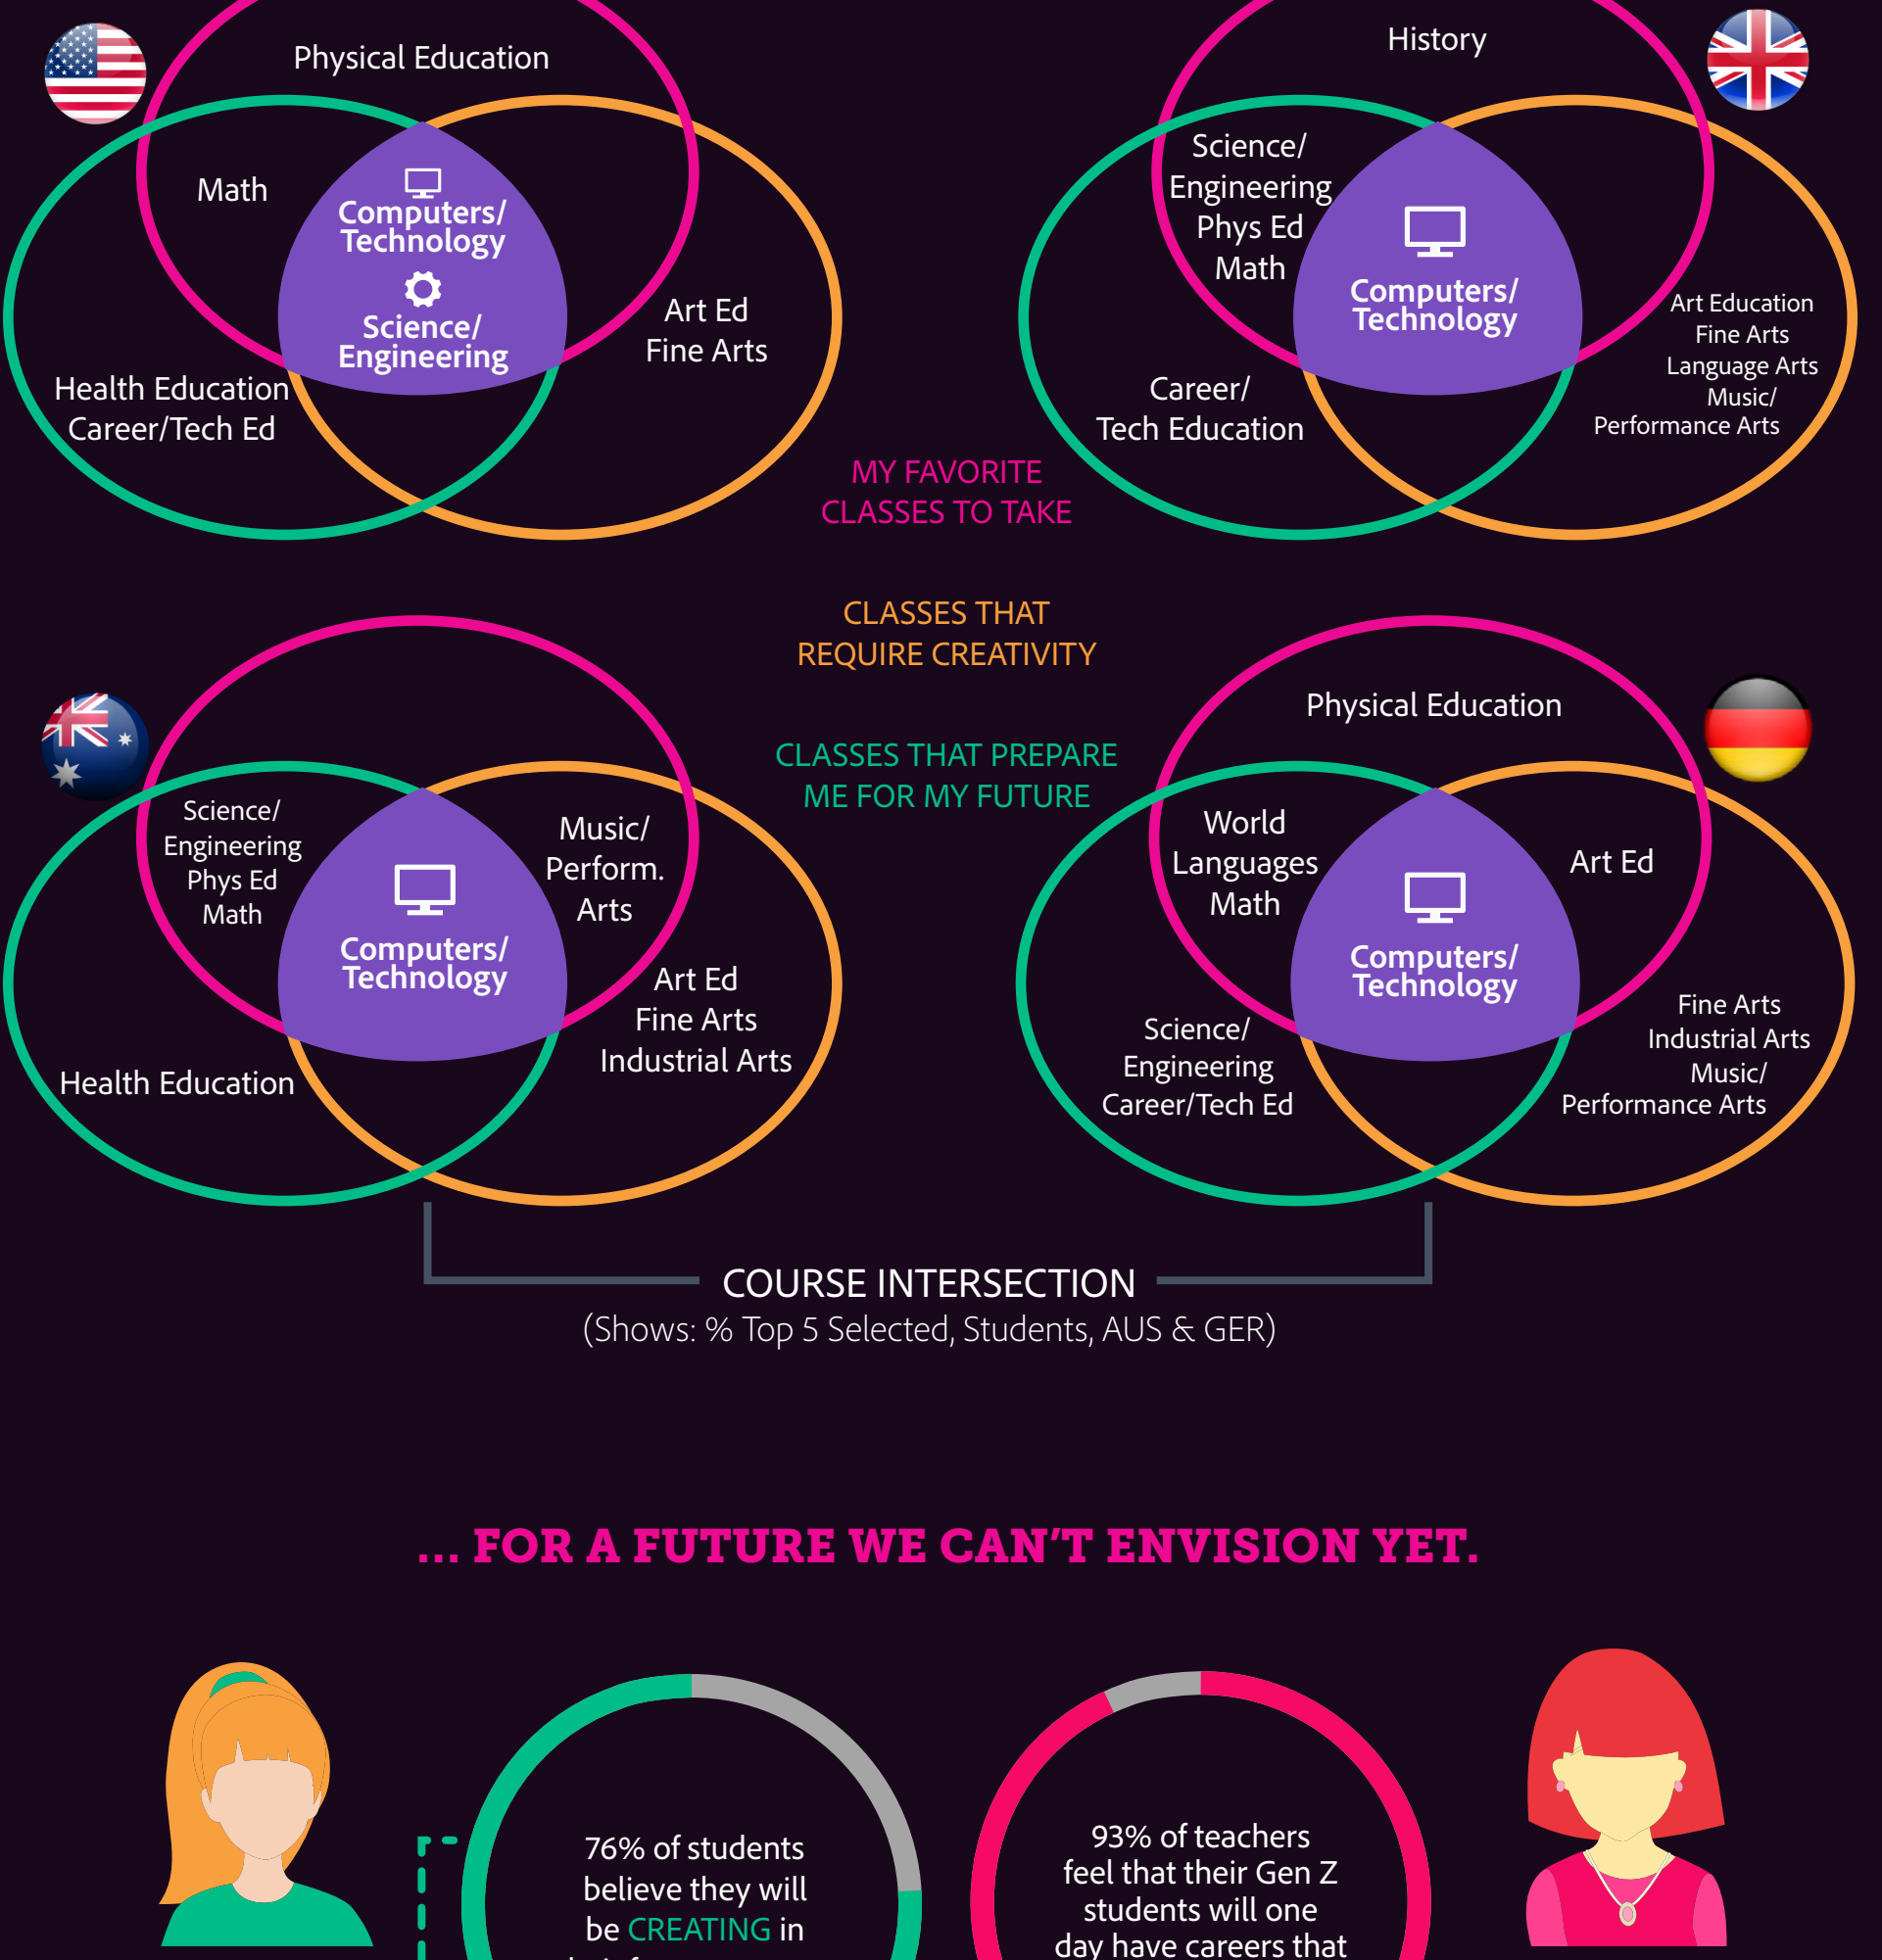 Physical Education
Math
Computers/
Technology
Science/
Engineering
Art Ed
Fine Arts
Health Education
Career/Tech Ed
History
Science/
Engineering
Phys Ed
Math
Computers/
Technology
Art Education
Fine Arts
Language Arts
Music/
Performance Arts
Career/
Tech Education
MY FAVORITE
CLASSES TO TAKE
CLASSES THAT
REQUIRE CREATIVITY
CLASSES THAT PREPARE
ME FOR MY FUTURE
Science/
Engineering
Phys Ed
Math
Computers/
Technology
Music/
Perform.
Arts
Art Ed
Fine Arts
Industrial Arts
Health Education
Physical Education
World
Languages
Math
Computers/
Technology
Art Ed
Science/
Engineering
Career/Tech Ed
Fine Arts
Industrial Arts
Music/
Performance Arts
COURSE INTERSECTION
(Shows: % Top 5 Selected, Students, AUS & GER)
... FOR A FUTURE WE CAN'T ENVISION YET.
76% of students
believe they will
be CREATING in
93% of teachers
feel that their Gen Z
students will one
day have careers that